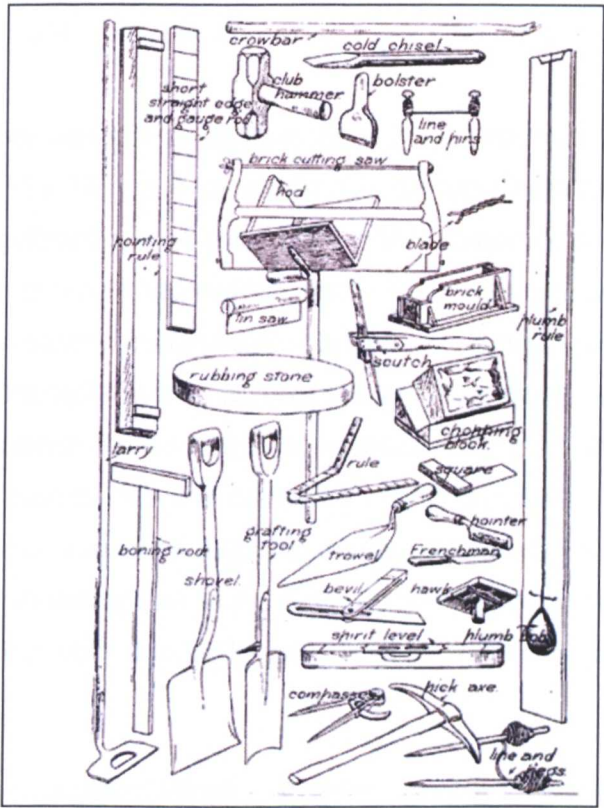 crowbar
cold chisel
club
hammer
bolster
short
straight edge
and gauge rod
line
and pins
brick cutting saw
hod
pointing
rule
blade
tin saw
brick
mould
plumb
rule
scutch
rubbing stone
chopping
block
larry
rule
square
boning rod
grafting
tool
shovel
trowel
pointer
Frenchman
bevil
hawk
spirit level
plumb bob
compasses
pick axe
line and
pegs